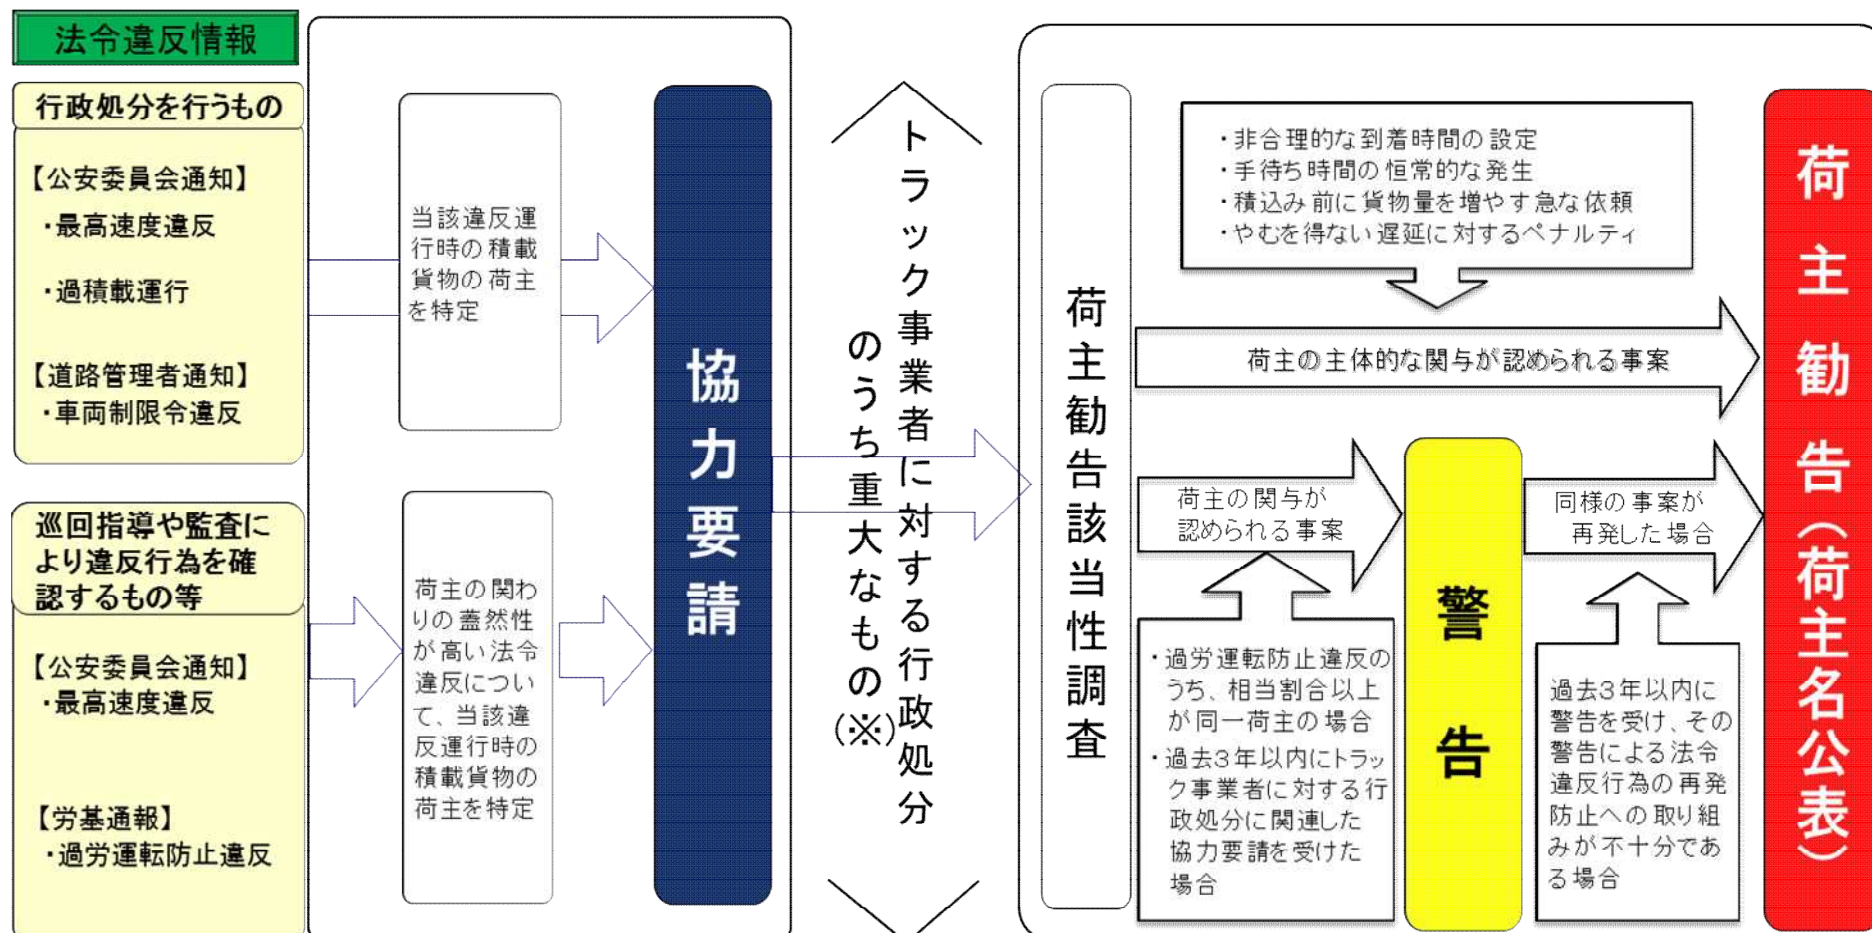 法令違反情報
行政処分を行うもの
【公安委員会通知】
・最高速度違反
・過積載運行
【道路管理者通知】
・車両制限令違反
巡回指導や監査に
より違反行為を確
認するもの等
【公安委員会通知】
・最高速度違反
【労基通報】
・過労運転防止違反
当該違反運
行時の積載
貨物の荷主
を特定
荷主の関わ
りの蓋然性
が高い法令
違反につい
て、当該違
反運行時の
積載貨物の
荷主を特定
協力要請
トラック事業者に対する行政処分
のうち重大なもの(※)
荷主勧告該当性調査
・非合理的な到着時間の設定
・手待ち時間の恒常的な発生
・積込み前に貨物量を増やす急な依頼
・やむを得ない遅延に対するペナルティ
荷主の主体的な関与が認められる事案
荷主の関与が
認められる事案
・過労運転防止違反の
うち、相当割合以上
が同一荷主の場合
・過去3年以内にトラッ
ク事業者に対する行
政処分に関連した
協力要請を受けた
場合
警告
同様の事案が
再発した場合
過去3年以内に
警告を受け、その
警告による法令
違反行為の再発
防止への取り組
みが不十分であ
る場合
荷主勧告(荷主名公表)